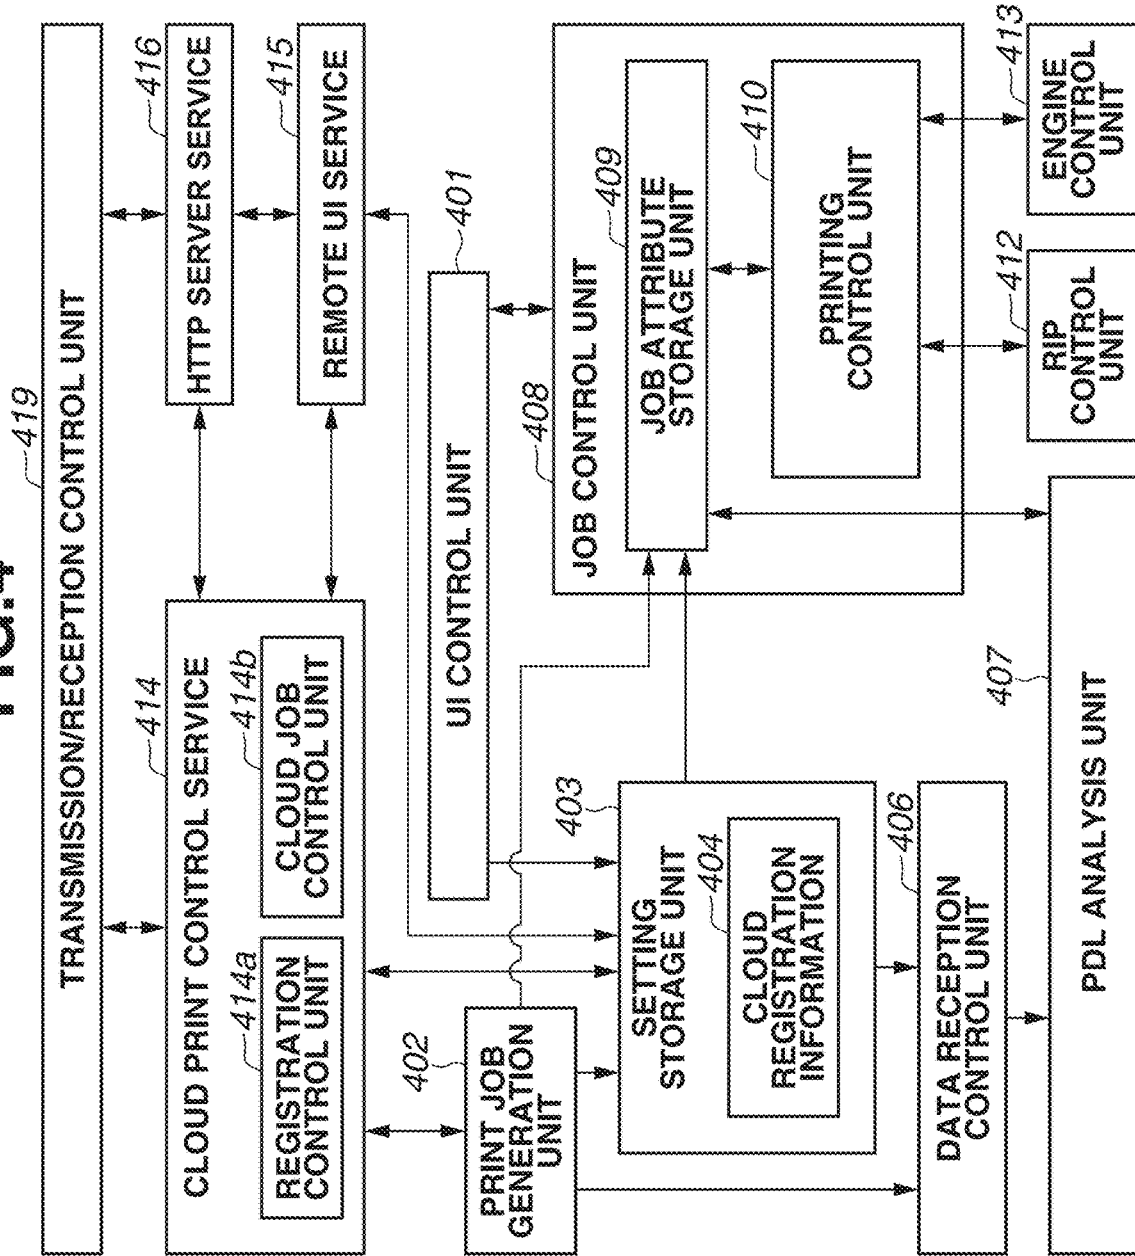 FIG.4
419
TRANSMISSION/RECEPTION CONTROL UNIT
414
CLOUD PRINT CONTROL SERVICE
414a
REGISTRATION
CONTROL UNIT
414b
CLOUD JOB
CONTROL UNIT
416
HTTP SERVER SERVICE
415
REMOTE UI SERVICE
401
UI CONTROL UNIT
402
PRINT JOB
GENERATION
UNIT
403
SETTING
STORAGE UNIT
404
CLOUD
REGISTRATION
INFORMATION
406
DATA RECEPTION
CONTROL UNIT
407
PDL ANALYSIS UNIT
408
JOB CONTROL UNIT
409
JOB ATTRIBUTE
STORAGE UNIT
410
PRINTING
CONTROL UNIT
412
RIP
CONTROL
UNIT
413
ENGINE
CONTROL
UNIT